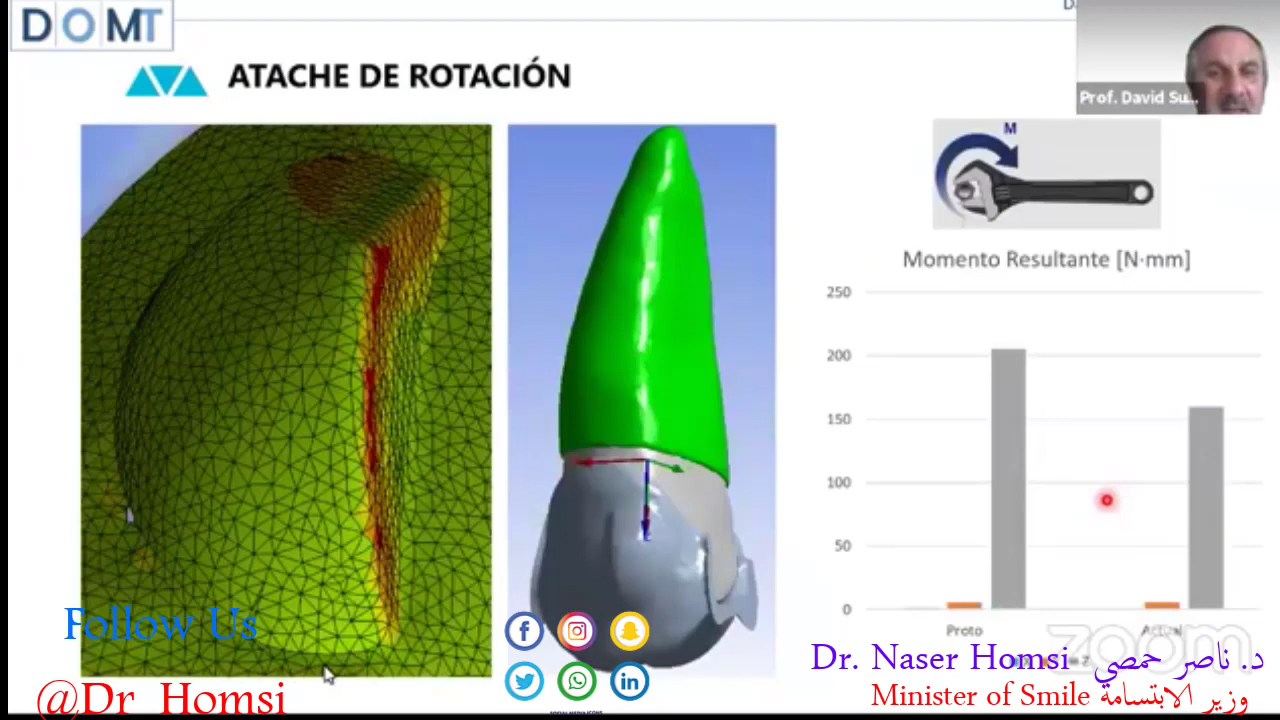 DOMT
ATACHE DE ROTACIÓN
Prof. David Su...
M
Momento Resultante [N·mm]
250
200
150
100
50
0
Proto
Actual
zoom
Follow Us
@Dr_Homsi
Dr. Naser Homsi د. ناصر حمصي
Minister of Smile وزير الابتسامة